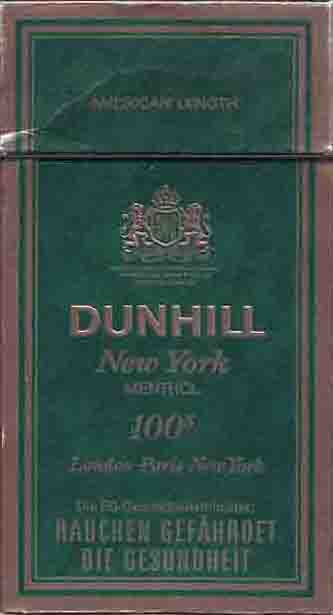 AMERICAN LENGTH
DUNHILL
New York
MENTHOL
100's
London-Paris-New York
Die EG-Gesundheitsminister:
RAUCHEN GEFÄHRDET
DIE GESUNDHEIT